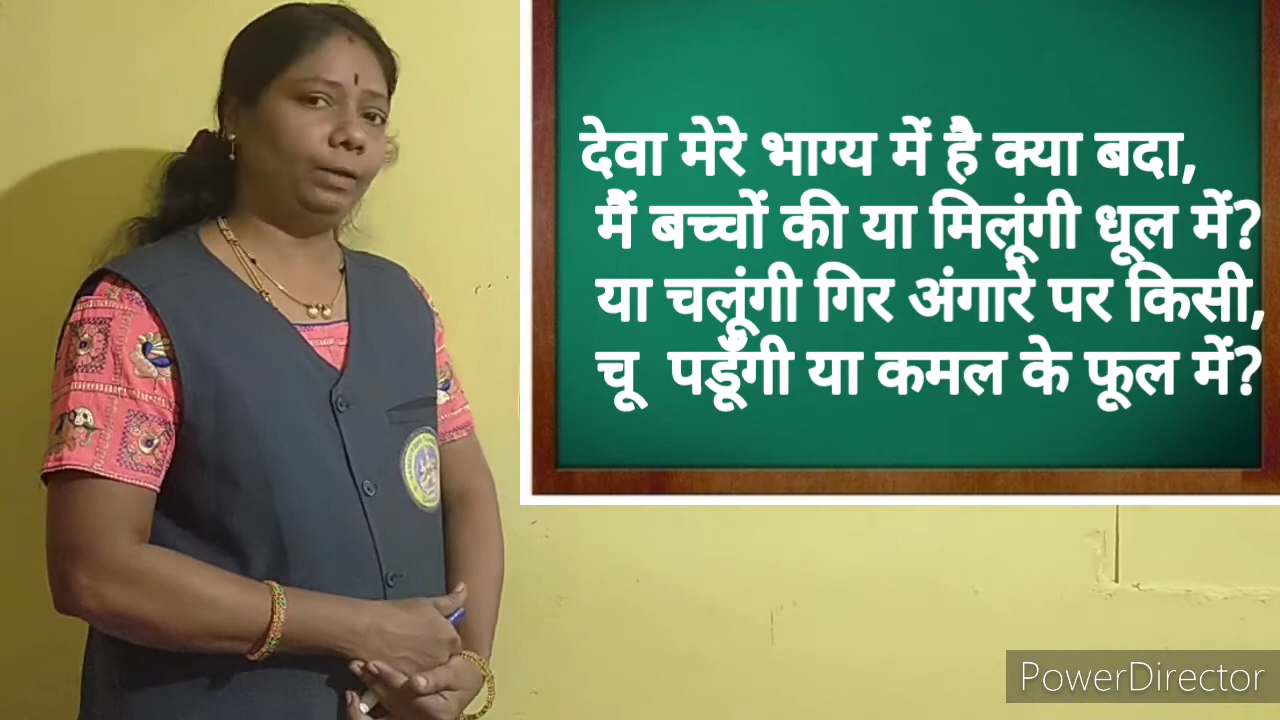 देवा मेरे भाग्य में है क्या बदा,
मैं बच्चों की या मिलूंगी धूल में?
या चलूंगी गिर अंगारे पर किसी,
चू पडूँगी या कमल के फूल में?
PowerDirector